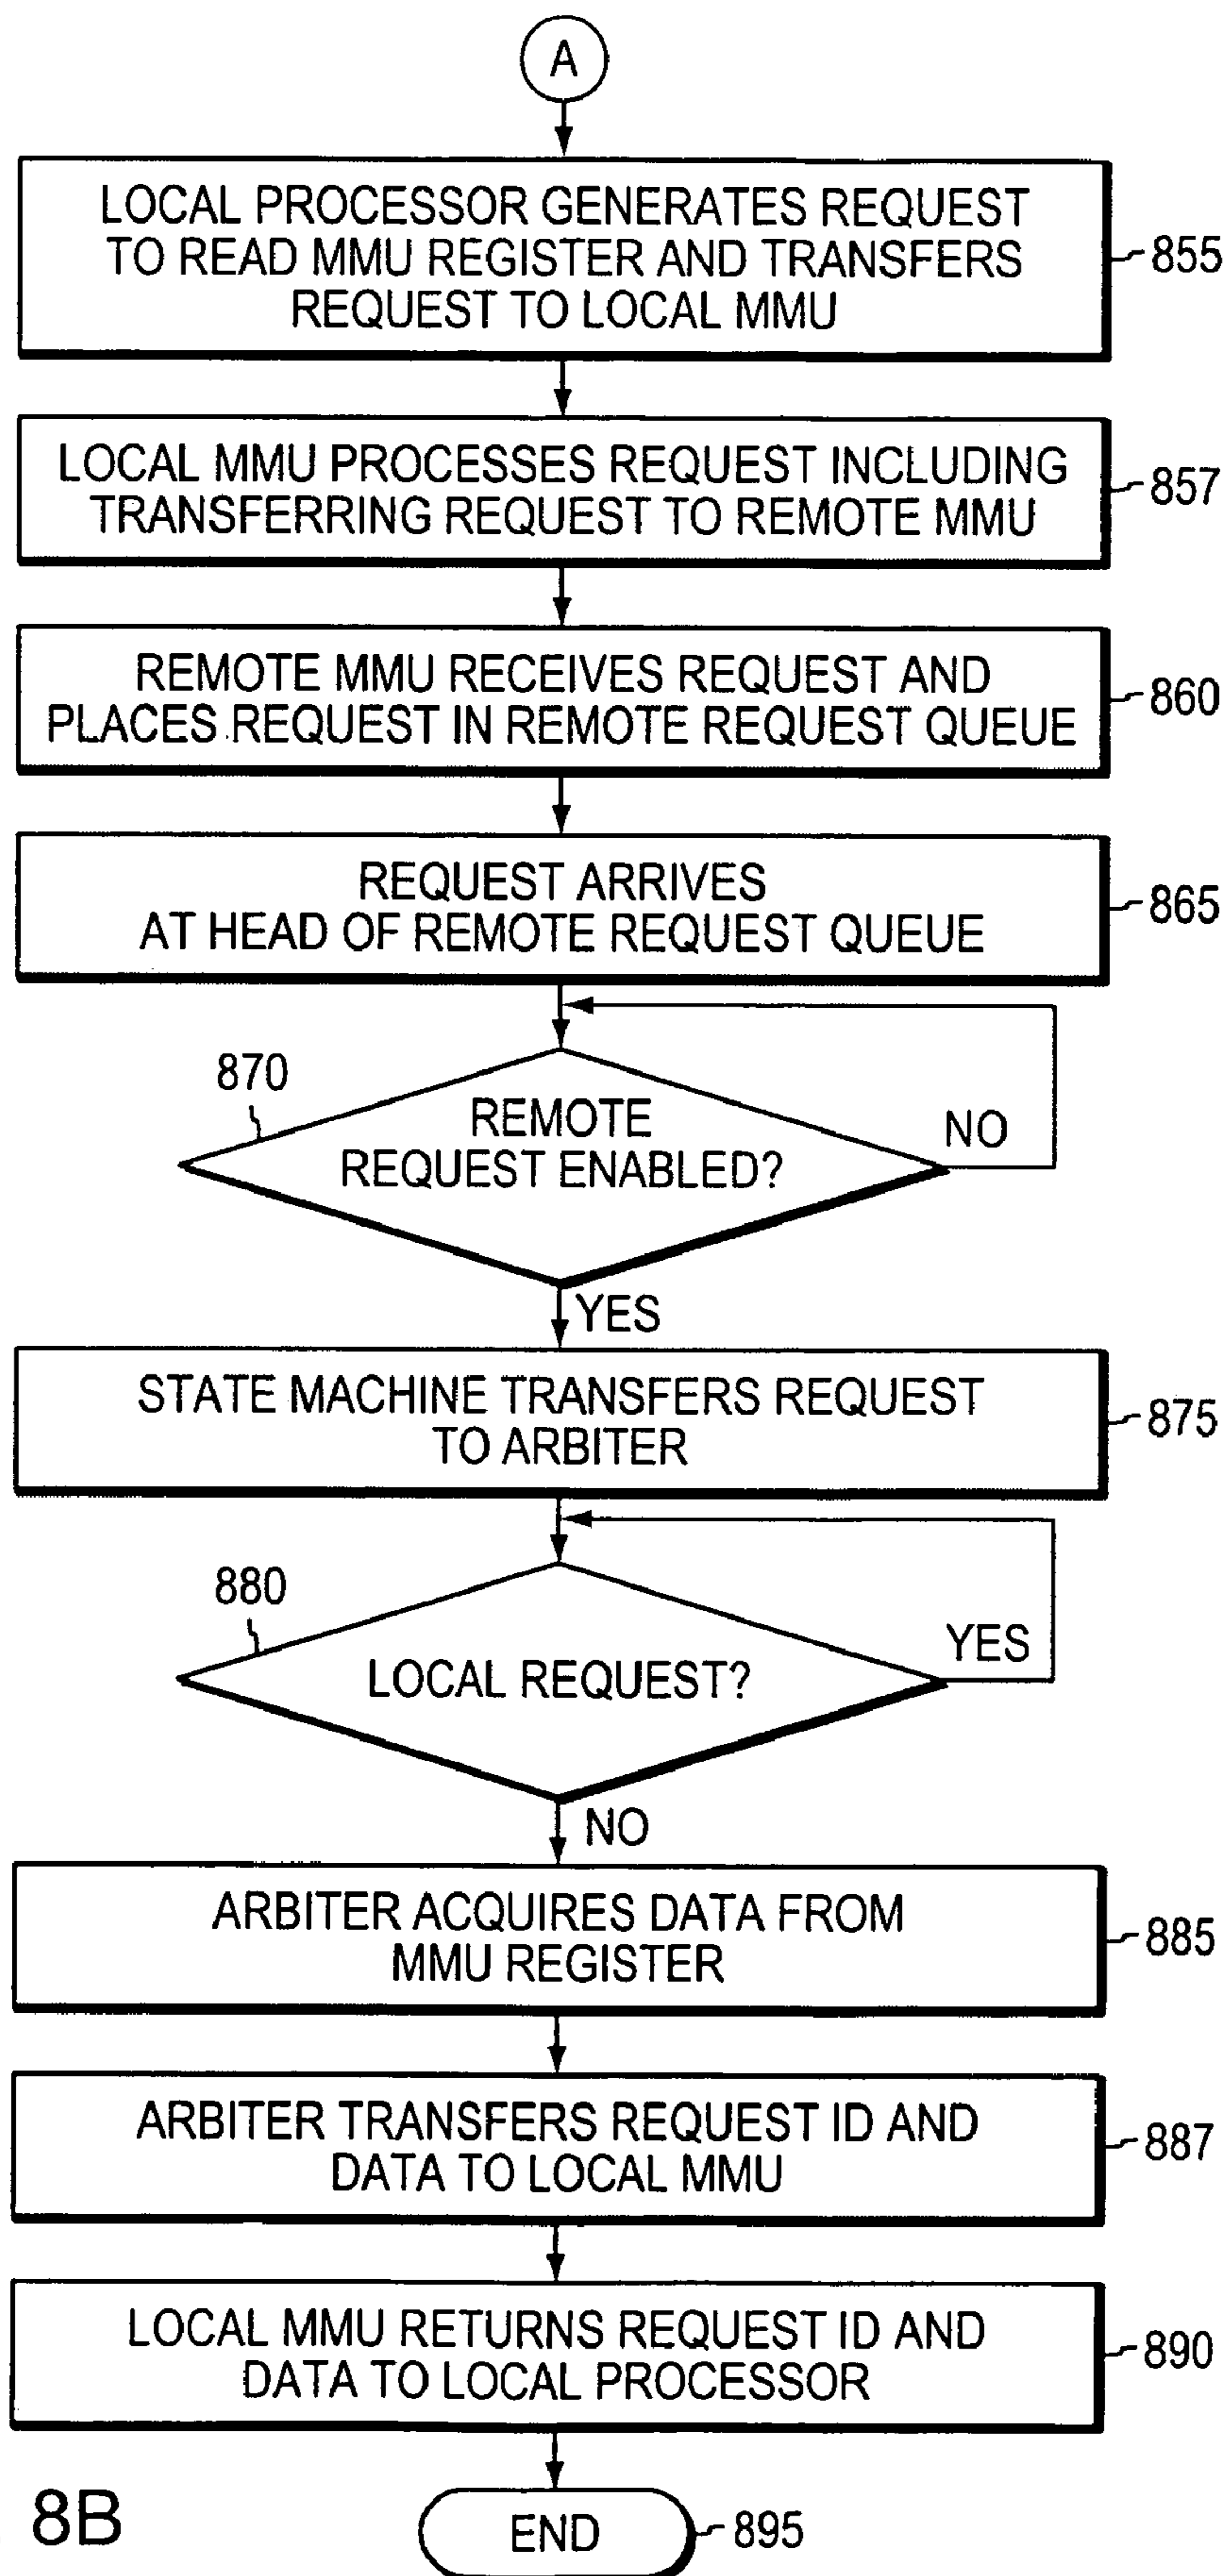 A
LOCAL PROCESSOR GENERATES REQUEST
TO READ MMU REGISTER AND TRANSFERS
REQUEST TO LOCAL MMU
855
LOCAL MMU PROCESSES REQUEST INCLUDING
TRANSFERRING REQUEST TO REMOTE MMU
857
REMOTE MMU RECEIVES REQUEST AND
PLACES REQUEST IN REMOTE REQUEST QUEUE
860
REQUEST ARRIVES
AT HEAD OF REMOTE REQUEST QUEUE
865
870
REMOTE
REQUEST ENABLED?
NO
YES
STATE MACHINE TRANSFERS REQUEST
TO ARBITER
875
880
LOCAL REQUEST?
YES
NO
ARBITER ACQUIRES DATA FROM
MMU REGISTER
885
ARBITER TRANSFERS REQUEST ID AND
DATA TO LOCAL MMU
887
LOCAL MMU RETURNS REQUEST ID AND
DATA TO LOCAL PROCESSOR
890
8B
END
895